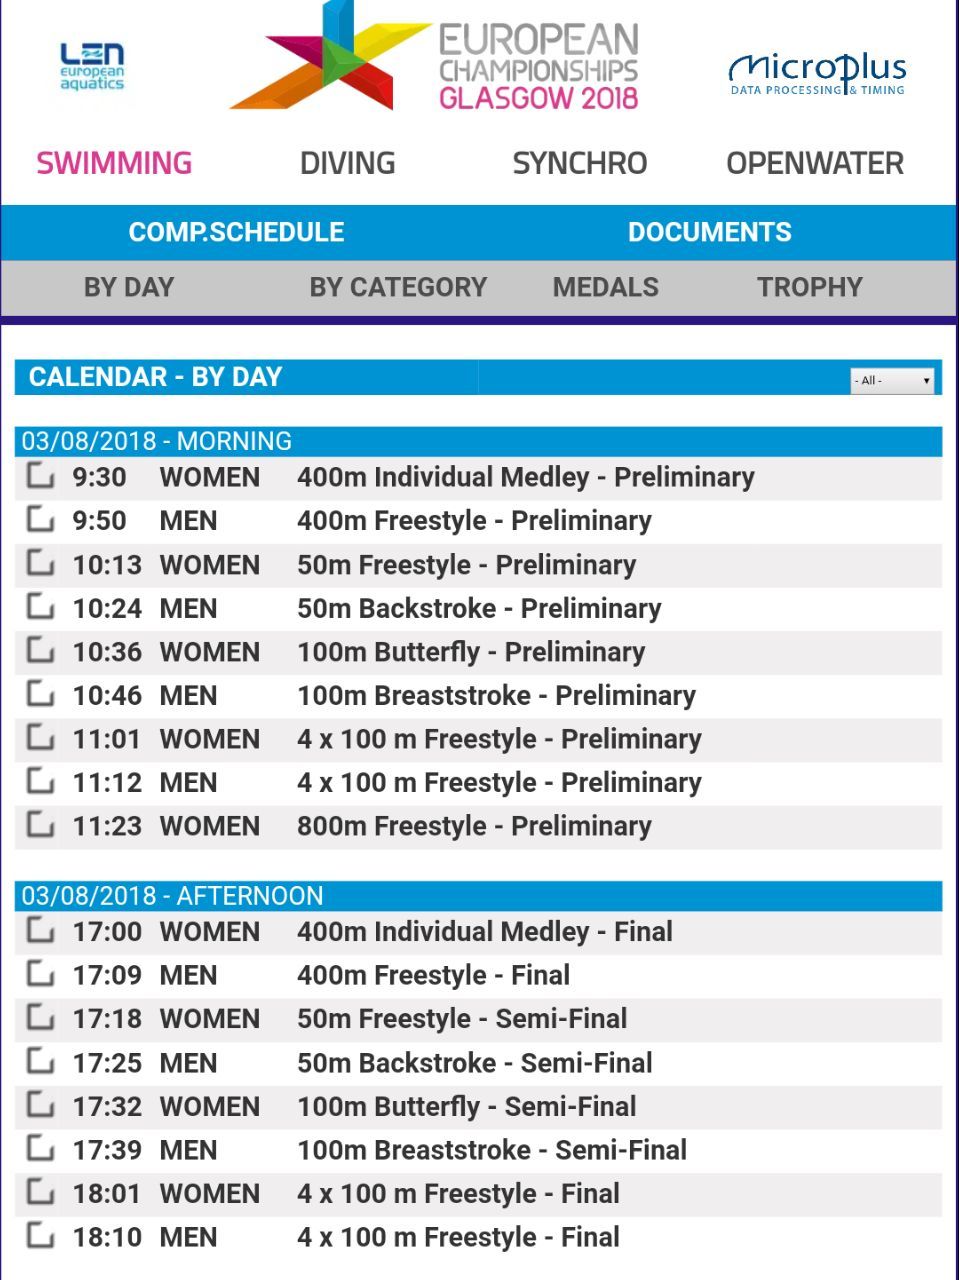 LEN
european
aquatics
EUROPEAN
CHAMPIONSHIPS
GLASGOW 2018
Microplus
DATA PROCESSING & TIMING
SWIMMING DIVING SYNCHRO OPENWATER
COMP.SCHEDULE DOCUMENTS
BY DAY BY CATEGORY MEDALS TROPHY
CALENDAR - BY DAY - All -
03/08/2018 - MORNING
9:30 WOMEN 400m Individual Medley - Preliminary
9:50 MEN 400m Freestyle - Preliminary
10:13 WOMEN 50m Freestyle - Preliminary
10:24 MEN 50m Backstroke - Preliminary
10:36 WOMEN 100m Butterfly - Preliminary
10:46 MEN 100m Breaststroke - Preliminary
11:01 WOMEN 4 x 100 m Freestyle - Preliminary
11:12 MEN 4 x 100 m Freestyle - Preliminary
11:23 WOMEN 800m Freestyle - Preliminary
03/08/2018 - AFTERNOON
17:00 WOMEN 400m Individual Medley - Final
17:09 MEN 400m Freestyle - Final
17:18 WOMEN 50m Freestyle - Semi-Final
17:25 MEN 50m Backstroke - Semi-Final
17:32 WOMEN 100m Butterfly - Semi-Final
17:39 MEN 100m Breaststroke - Semi-Final
18:01 WOMEN 4 x 100 m Freestyle - Final
18:10 MEN 4 x 100 m Freestyle - Final